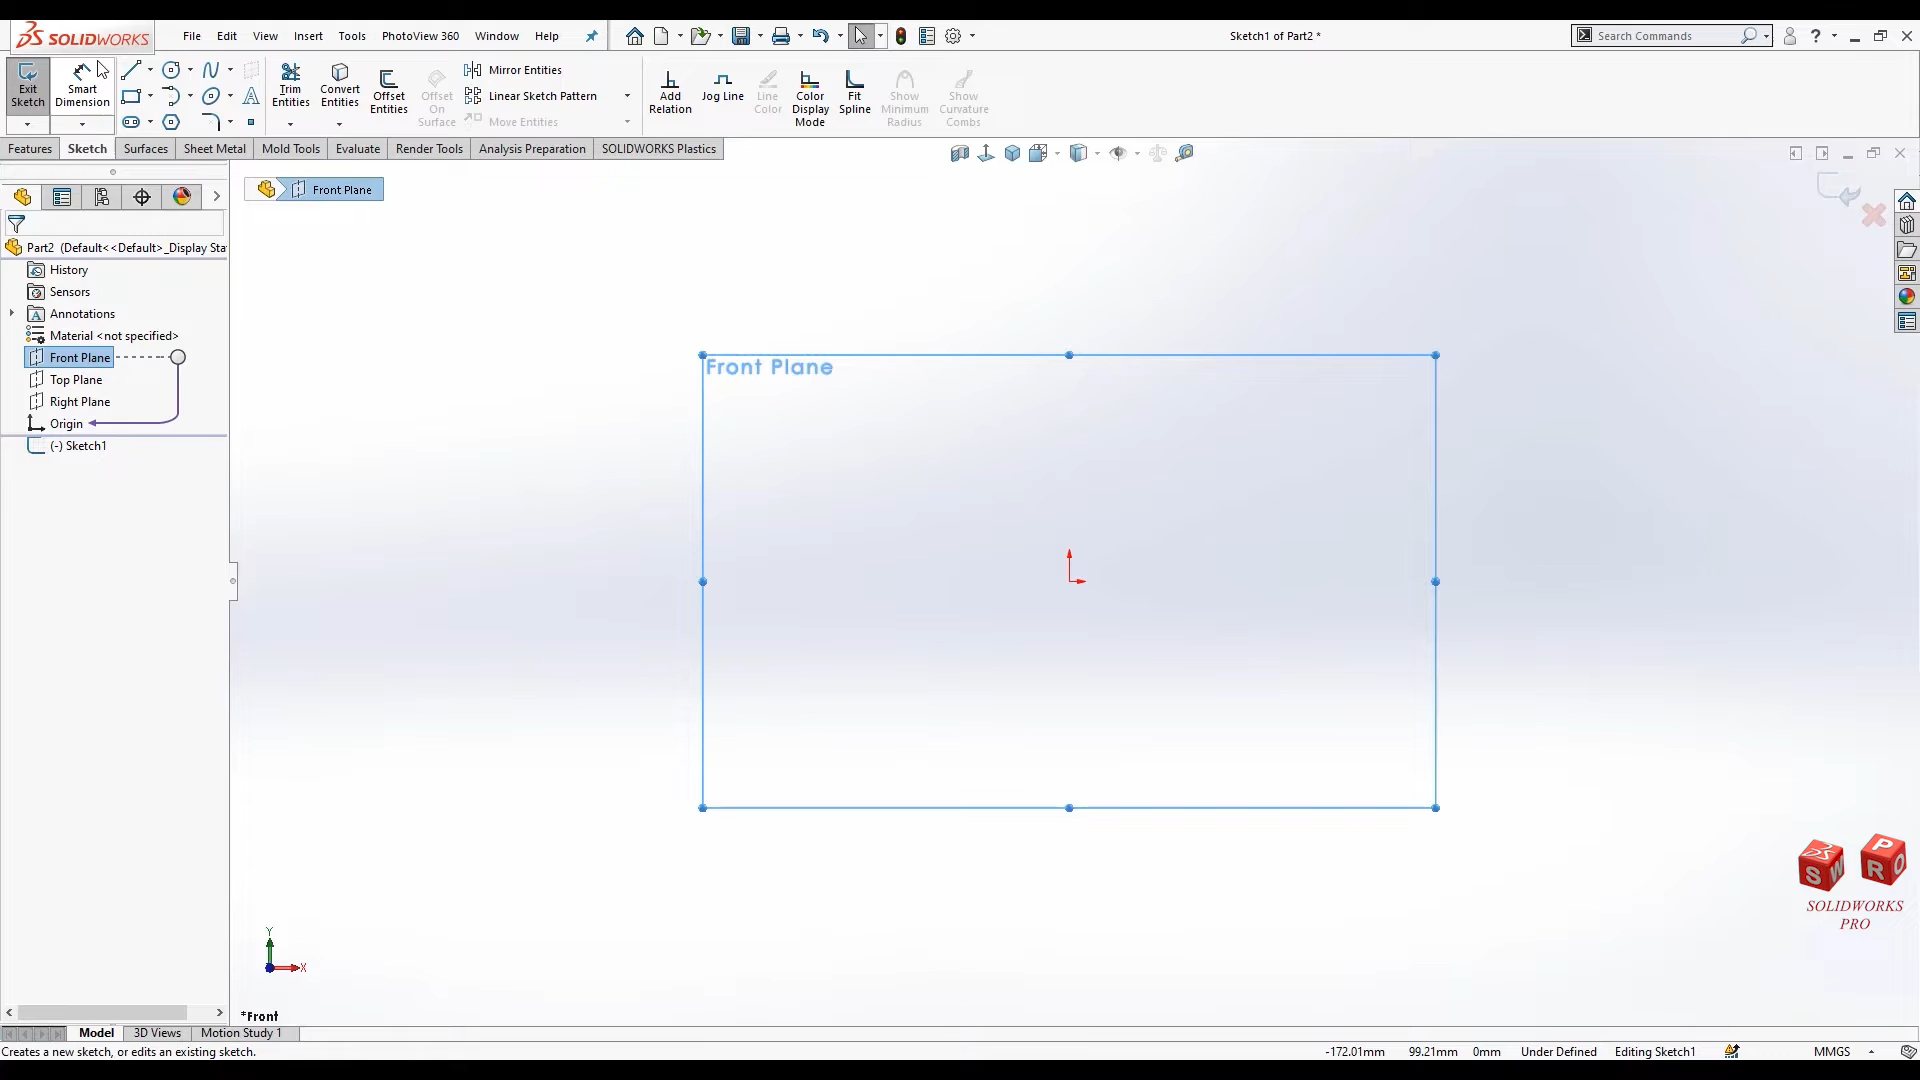 SOLIDWORKS File Edit View Insert Tools PhotoView 360 Window Help Sketch1 of Part2 * Search Commands ?
Exit Sketch
Smart Dimension
Trim Entities
Convert Entities
Offset Entities
Offset On Surface
Mirror Entities
Linear Sketch Pattern
Move Entities
Add Relation
Jog Line
Line Color
Color Display Mode
Fit Spline
Show Minimum Radius
Show Curvature Combs
Features Sketch Surfaces Sheet Metal Mold Tools Evaluate Render Tools Analysis Preparation SOLIDWORKS Plastics
Front Plane
Part2 (Default<<Default>_Display Sta
History
Sensors
Annotations
Material <not specified>
Front Plane
Top Plane
Right Plane
Origin
(-) Sketch1
Front Plane
S W P R O
SOLIDWORKS
PRO
Y
X
*Front
Model 3D Views Motion Study 1
Creates a new sketch, or edits an existing sketch. -172.01mm 99.21mm 0mm Under Defined Editing Sketch1 MMGS